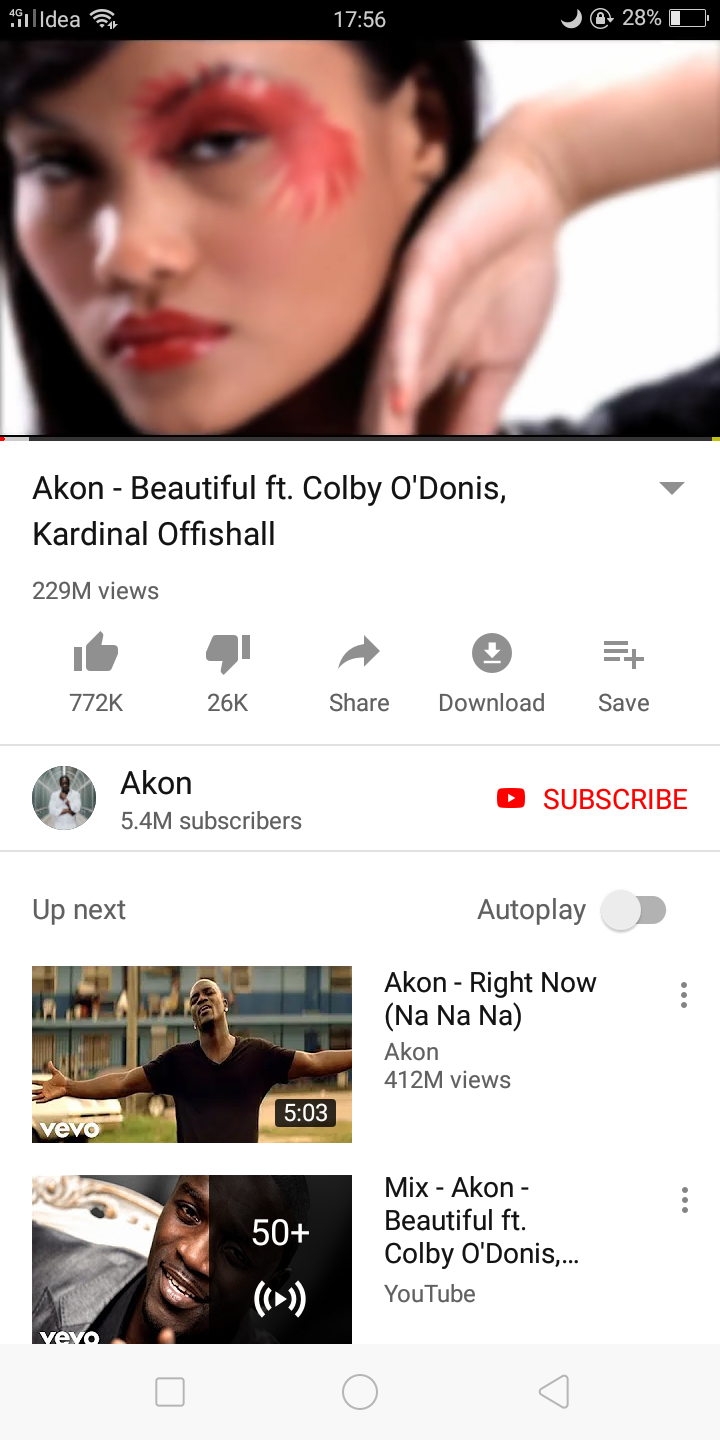 4G Idea 17:56 28%
Akon - Beautiful ft. Colby O'Donis,
Kardinal Offishall
229M views
772K 26K Share Download Save
Akon
5.4M subscribers
SUBSCRIBE
Up next Autoplay
Akon - Right Now
(Na Na Na)
Akon
412M views
5:03
vevo
Mix - Akon -
Beautiful ft.
Colby O'Donis,...
YouTube
50+
vevo